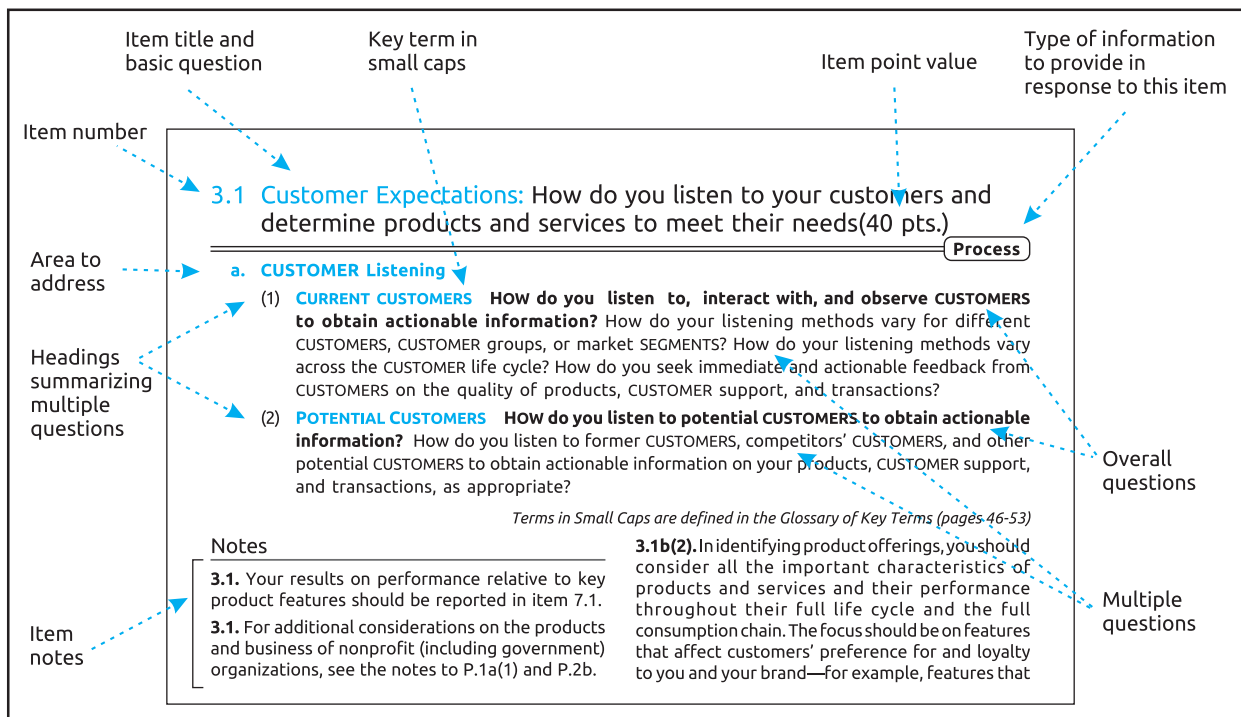 Item title and
basic question
Key term in
small caps
Item point value
Type of information
to provide in
response to this item
Item number
3.1 Customer Expectations: How do you listen to your customers and
determine products and services to meet their needs(40 pts.)
Process
Area to
address
a. CUSTOMER Listening
(1) CURRENT CUSTOMERS HOW do you listen to, interact with, and observe CUSTOMERS
to obtain actionable information? How do your listening methods vary for different
CUSTOMERS, CUSTOMER groups, or market SEGMENTS? How do your listening methods vary
across the CUSTOMER life cycle? How do you seek immediate and actionable feedback from
CUSTOMERS on the quality of products, CUSTOMER support, and transactions?
Headings
summarizing
multiple
questions
(2) POTENTIAL CUSTOMERS HOW do you listen to potential CUSTOMERS to obtain actionable
information? How do you listen to former CUSTOMERS, competitors' CUSTOMERS, and other
potential CUSTOMERS to obtain actionable information on your products, CUSTOMER support,
and transactions, as appropriate?
Overall
questions
Terms in Small Caps are defined in the Glossary of Key Terms (pages 46-53)
Notes
3.1. Your results on performance relative to key
product features should be reported in item 7.1.
3.1. For additional considerations on the products
and business of nonprofit (including government)
organizations, see the notes to P.1a(1) and P.2b.
Item
notes
3.1b(2). In identifying product offerings, you should
consider all the important characteristics of
products and services and their performance
throughout their full life cycle and the full
consumption chain. The focus should be on features
that affect customers' preference for and loyalty
to you and your brand—for example, features that
Multiple
questions